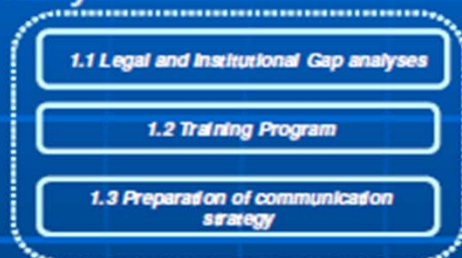 1.1 Legal and Institutional Gap analyses
1.2 Training Program
1.3 Preparation of communication
strategy